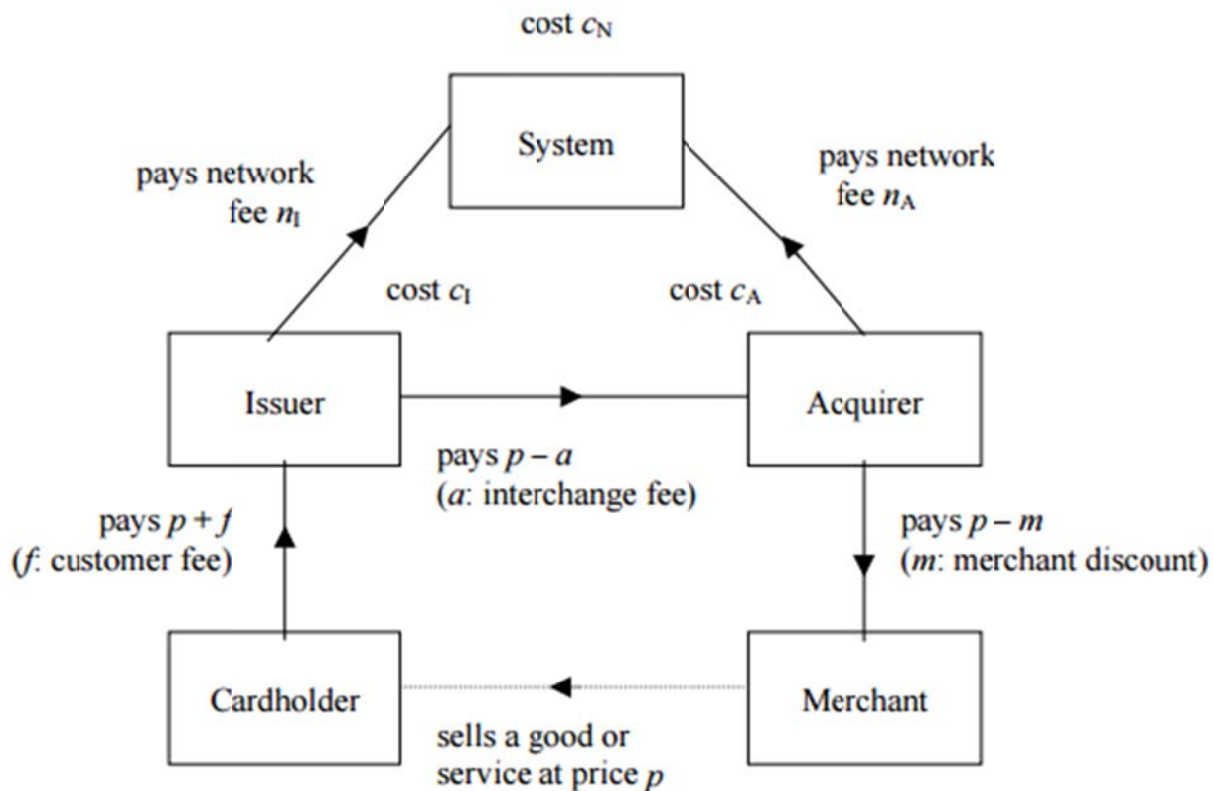 cost cN
System
pays network
fee nI
pays network
fee nA
cost cI
cost cA
Issuer
Acquirer
pays p – a
(a: interchange fee)
pays p + f
(f: customer fee)
pays p – m
(m: merchant discount)
Cardholder
Merchant
sells a good or
service at price p